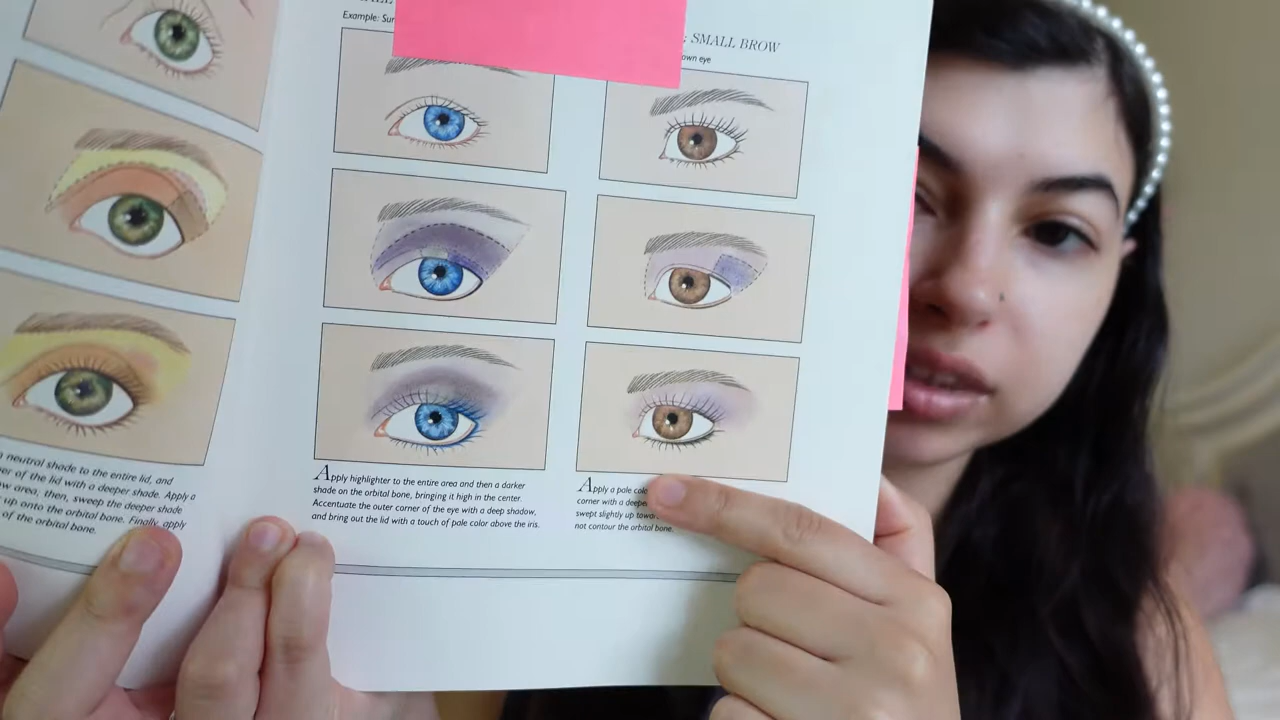 Example: Sur
: SMALL BROW
own eye
neutral shade to the entire lid, and
er of the lid with a deeper shade. Apply a
w area; then, sweep the deeper shade
up onto the orbital bone. Finally, apply
of the orbital bone.
Apply highlighter to the entire area and then a darker
shade on the orbital bone, bringing it high in the center.
Accentuate the outer corner of the eye with a deep shadow,
and bring out the lid with a touch of pale color above the iris.
Apply a pale colo
corner with a deepe
swept slightly up towar
not contour the orbital bone.